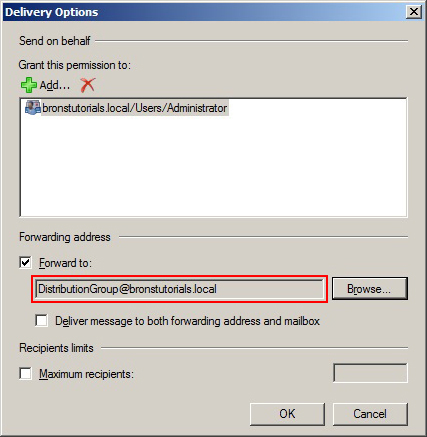 Delivery Options
Send on behalf
Grant this permission to:
Add...
bronstutorials.local/Users/Administrator
Forwarding address
Forward to:
DistributionGroup@bronstutorials.local
Browse...
Deliver message to both forwarding address and mailbox
Recipients limits
Maximum recipients:
OK
Cancel